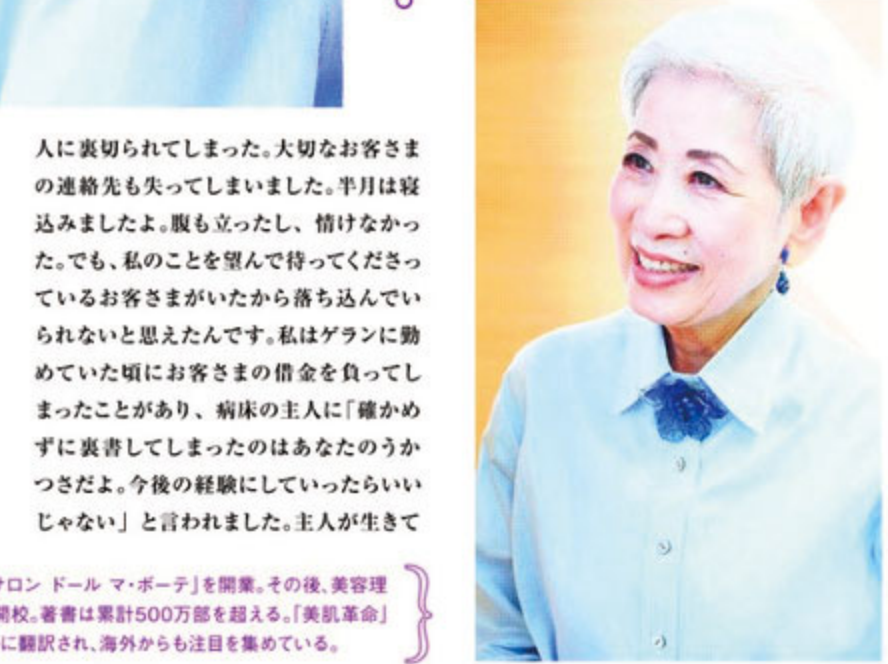 人に裏切られてしまった。大切なお客さま
の連絡先も失ってしまいました。半月は寝
込みましたよ。腹も立ったし、情けなかっ
た。でも、私のことを望んで待ってくださっ
ているお客さまがいたから落ち込んでい
られないと思えたんです。私はゲランに勤
めていた頃にお客さまの借金を負ってし
まったことがあり、病床の主人に「確かめ
ずに裏書してしまったのはあなたのうか
つさだよ。今後の経験にしていったらいい
じゃない」と言われました。主人が生きて
サロン ドール マ・ボーテ」を開業。その後、美容理
開校。著書は累計500万部を超える。「美肌革命」
に翻訳され、海外からも注目を集めている。